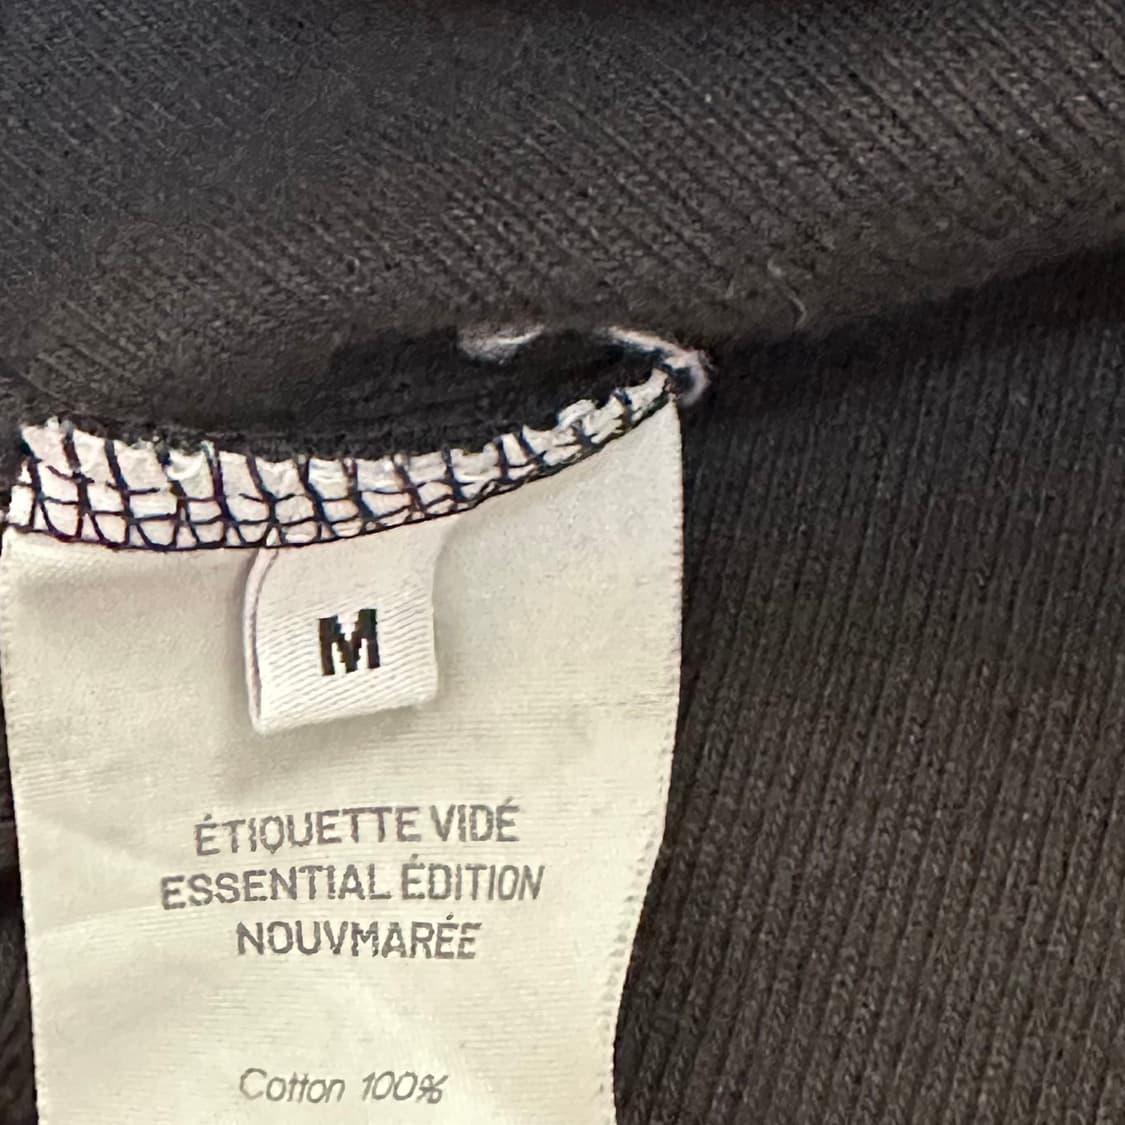 M
ÉTIQUETTE VIDÉ
ESSENTIAL ÉDITION
NOUVMARÉE
Cotton 100%